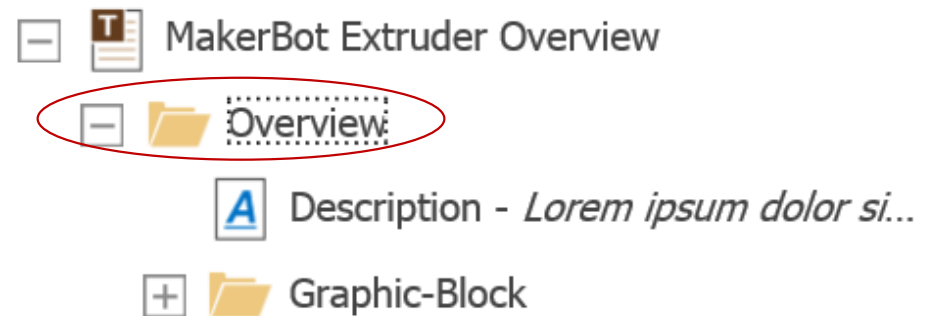 T MakerBot Extruder Overview
Overview
A Description - Lorem ipsum dolor si...
Graphic-Block